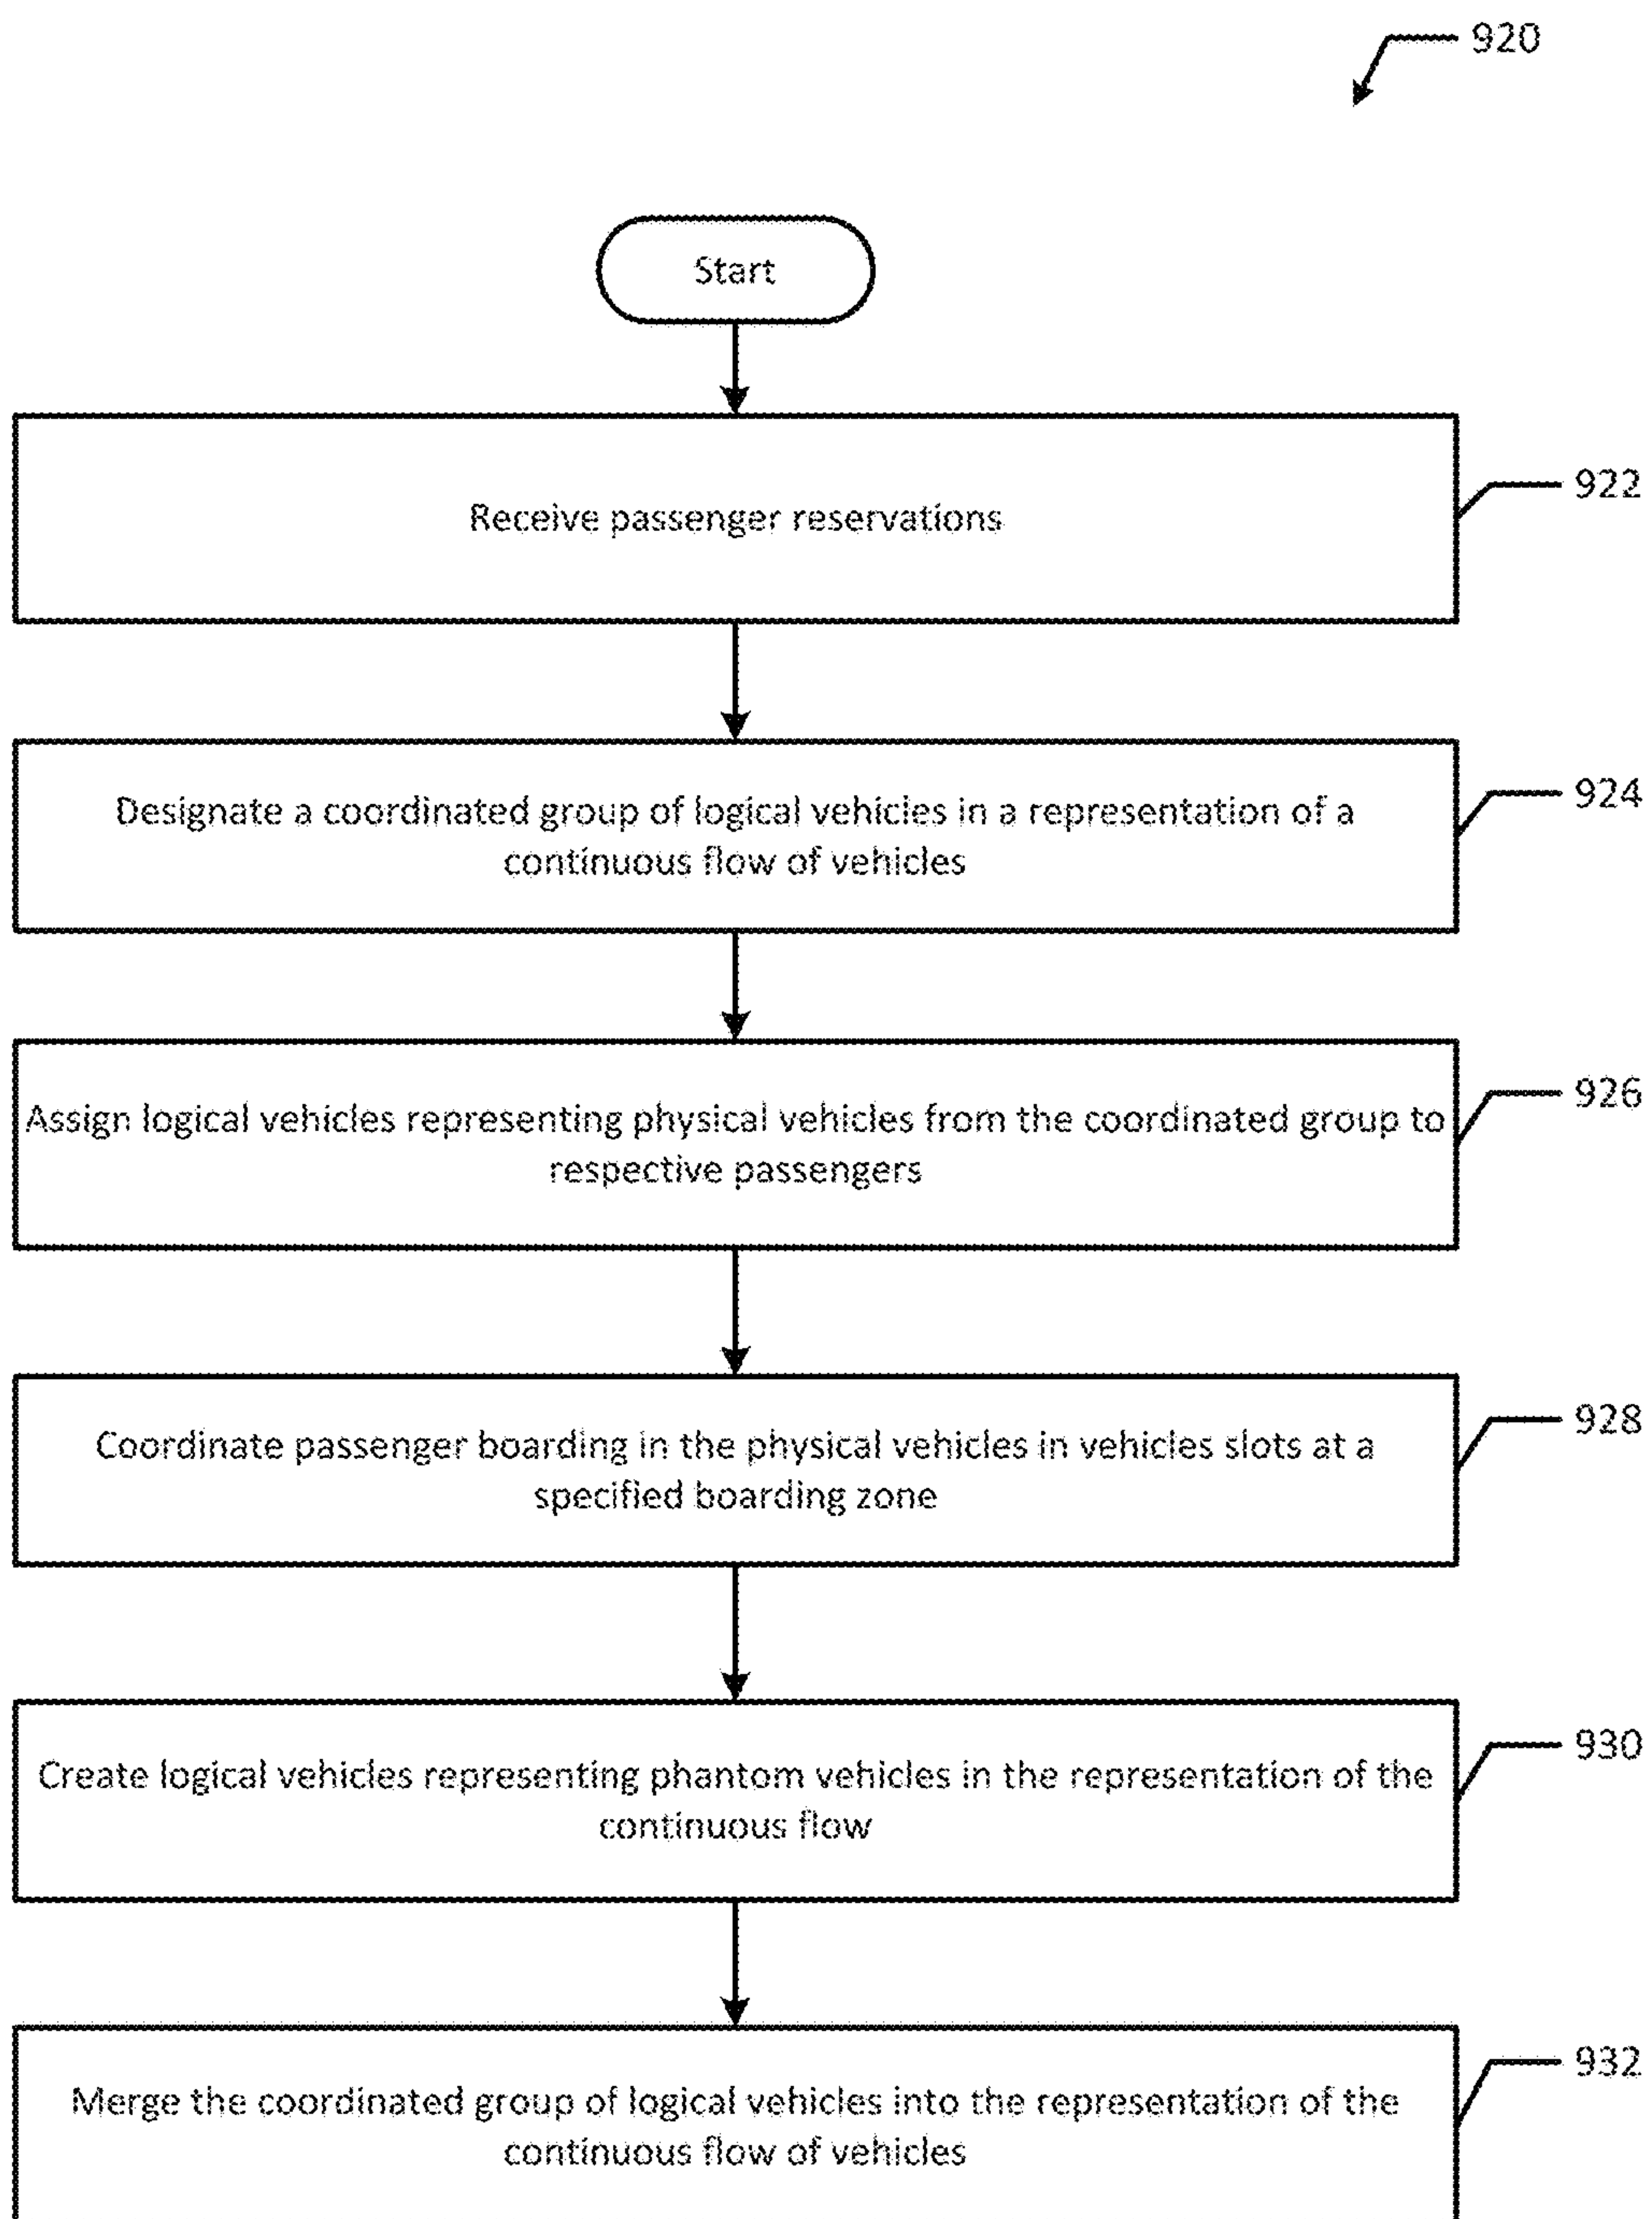 920
Start
Receive passenger reservations
922
Designate a coordinated group of logical vehicles in a representation of a
continuous flow of vehicles
924
Assign logical vehicles representing physical vehicles from the coordinated group to
respective passengers
926
Coordinate passenger boarding in the physical vehicles in vehicles slots at a
specified boarding zone
928
Create logical vehicles representing phantom vehicles in the representation of the
continuous flow
930
Merge the coordinated group of logical vehicles into the representation of the
continuous flow of vehicles
932